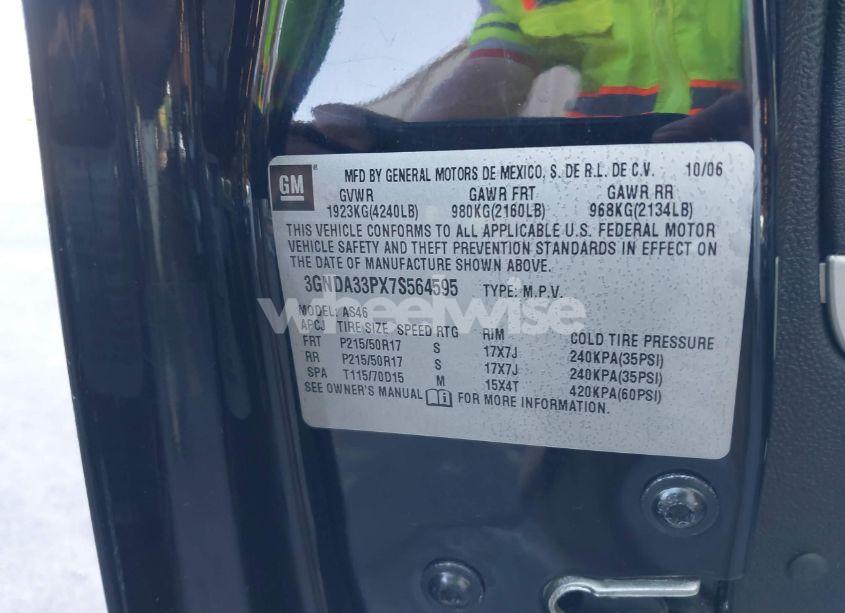 GM
MFD BY GENERAL MOTORS DE MEXICO, S. DE R.L. DE C.V. 10/06
GVWR GAWR FRT GAWR RR
1923KG(4240LB) 980KG(2160LB) 968KG(2134LB)
THIS VEHICLE CONFORMS TO ALL APPLICABLE U.S. FEDERAL MOTOR
VEHICLE SAFETY AND THEFT PREVENTION STANDARDS IN EFFECT ON
THE DATE OF MANUFACTURE SHOWN ABOVE.
3GNDA33PX7S564595 TYPE: M.P.V.
wheelwise
MODEL: AS46
APCJ TIRE SIZE SPEED RTG RIM COLD TIRE PRESSURE
FRT P215/50R17 S 17X7J 240KPA(35PSI)
RR P215/50R17 S 17X7J 240KPA(35PSI)
SPA T115/70D15 M 15X4T 420KPA(60PSI)
SEE OWNER'S MANUAL i FOR MORE INFORMATION.